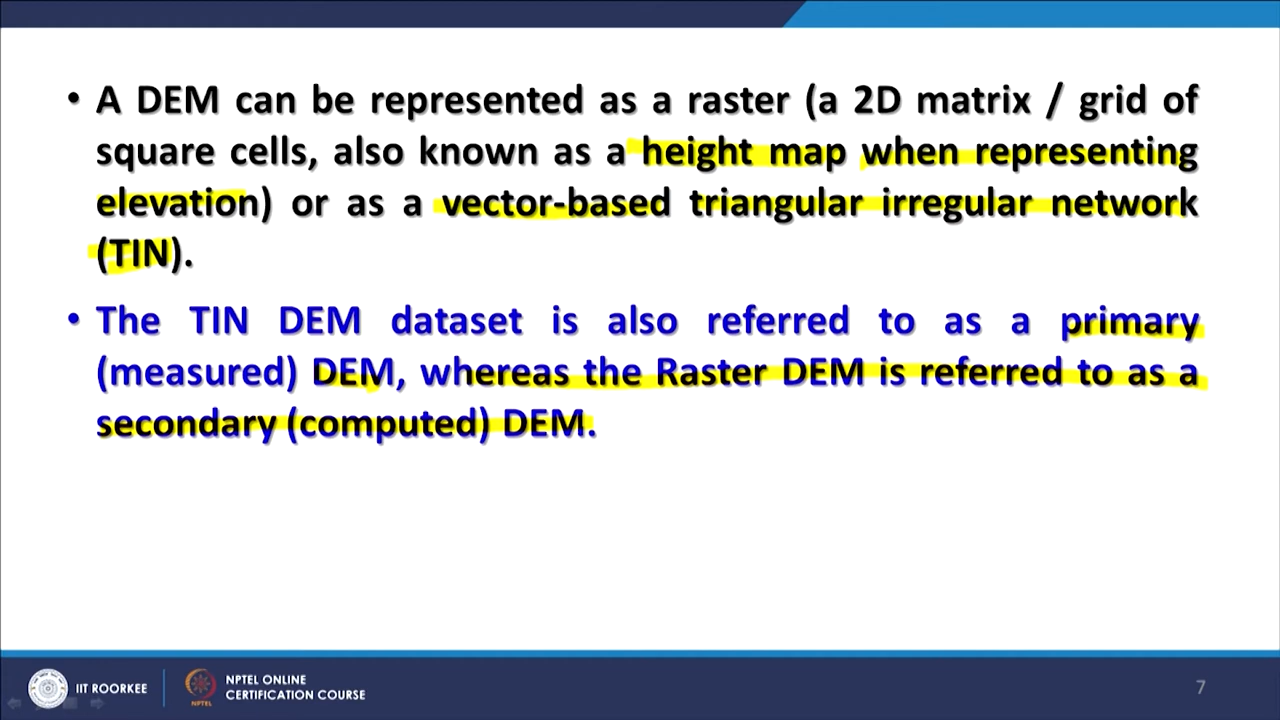 • A DEM can be represented as a raster (a 2D matrix / grid of
square cells, also known as a height map when representing
elevation) or as a vector-based triangular irregular network
(TIN).
• The TIN DEM dataset is also referred to as a primary
(measured) DEM, whereas the Raster DEM is referred to as a
secondary (computed) DEM.
IIT ROORKEE
NPTEL
NPTEL ONLINE
CERTIFICATION COURSE
7